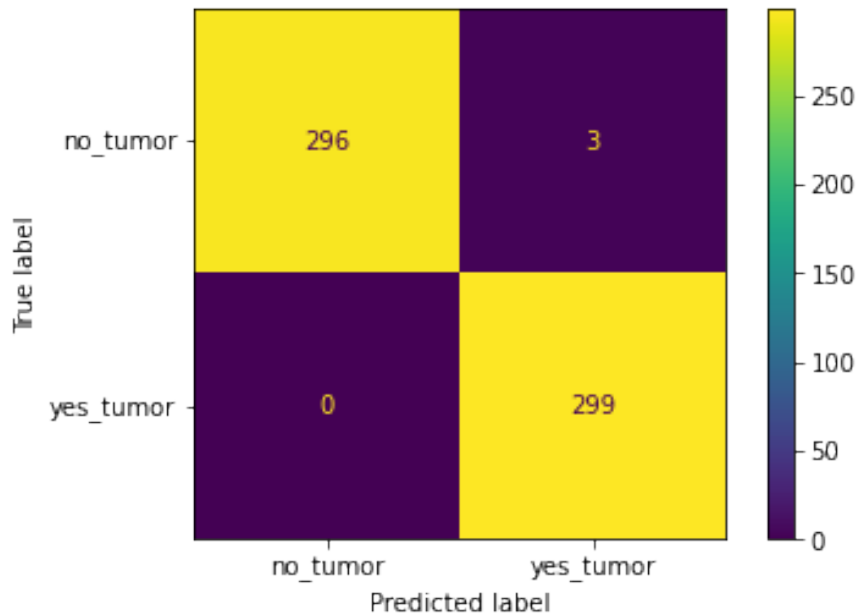 True label
no_tumor
296
3
yes_tumor
0
299
no_tumor
yes_tumor
Predicted label
250
200
150
100
50
0